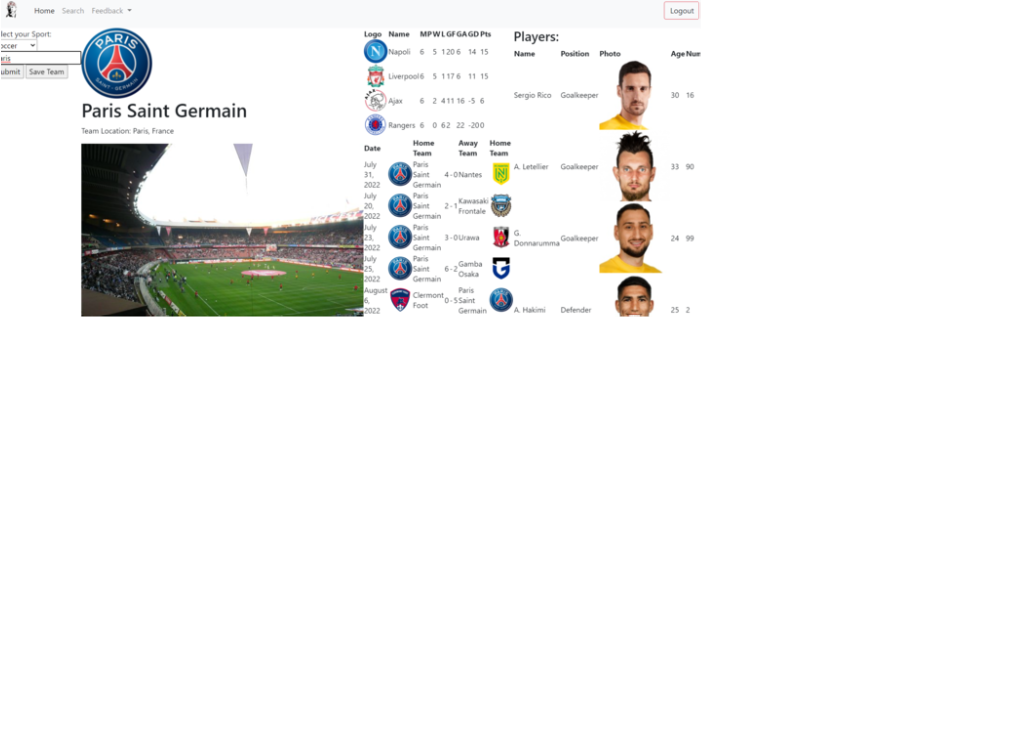 Home Search Feedback Logout
lect your Sport:
occer
aris
ubmit Save Team
PARIS
SAINT-GERMAIN
Paris Saint Germain
Team Location: Paris, France
Logo Name MP W L GF GA GD Pts
Napoli 6 5 1 20 6 14 15
Liverpool 6 5 1 17 6 11 15
AJAX
Ajax 6 2 4 11 16 -5 6
Rangers 6 0 6 2 22 -20 0
Date Home Team Away Team Home Team
July 31, 2022 Paris Saint Germain 4 - 0 Nantes
July 20, 2022 Paris Saint Germain 2 - 1 Kawasaki Frontale
July 23, 2022 Paris Saint Germain 3 - 0 Urawa
July 25, 2022 Paris Saint Germain 6 - 2 Gamba Osaka
August 6, 2022 Clermont Foot 0 - 5 Paris Saint Germain
Players:
Name Position Photo Age Num
Sergio Rico Goalkeeper 30 16
A. Letellier Goalkeeper 33 90
G. Donnarumma Goalkeeper 24 99
A. Hakimi Defender 25 2